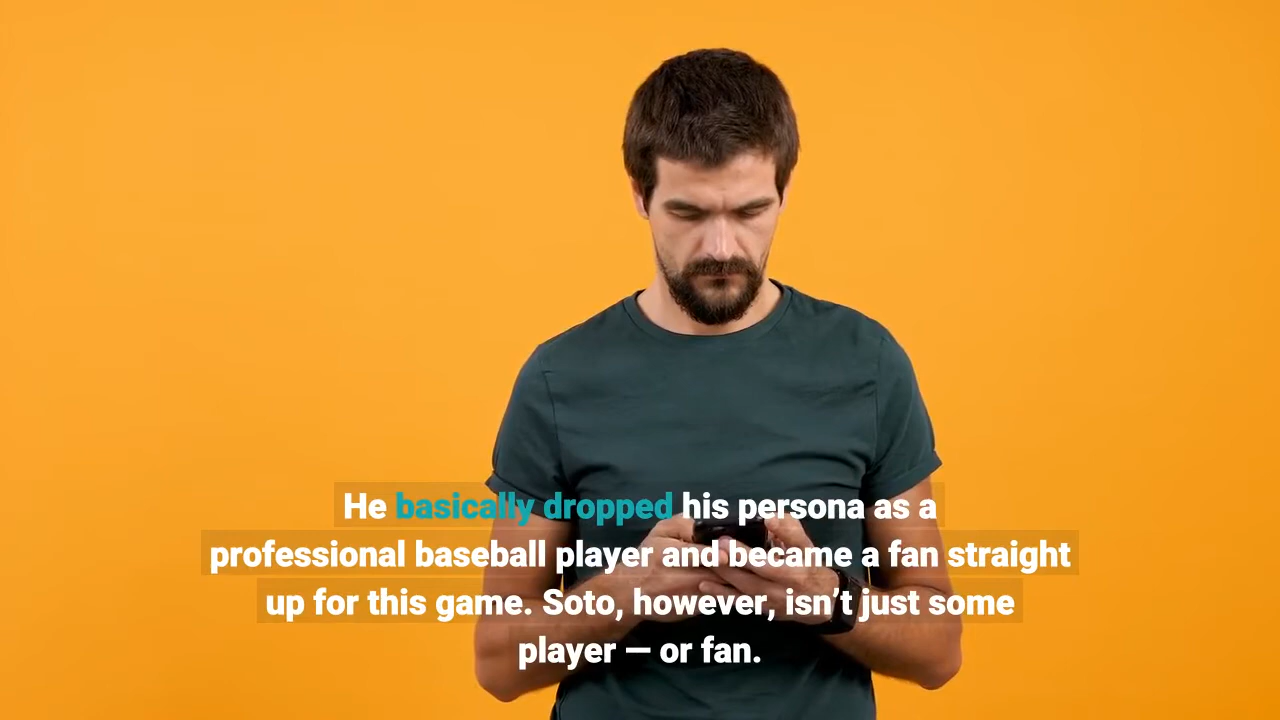 He basically dropped his persona as a
professional baseball player and became a fan straight
up for this game. Soto, however, isn’t just some
player — or fan.